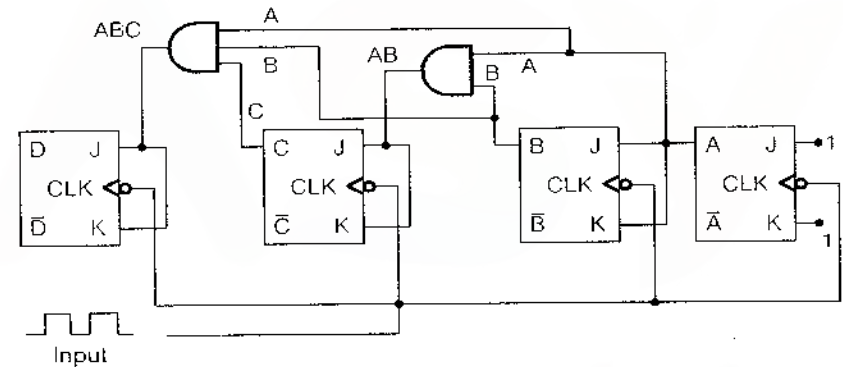 A
ABC
B
AB
A
B
C
D J
CLK
D̅ K
C J
CLK
C̅ K
B J
CLK
B̅ K
A J
CLK
A̅ K
1
1
Input